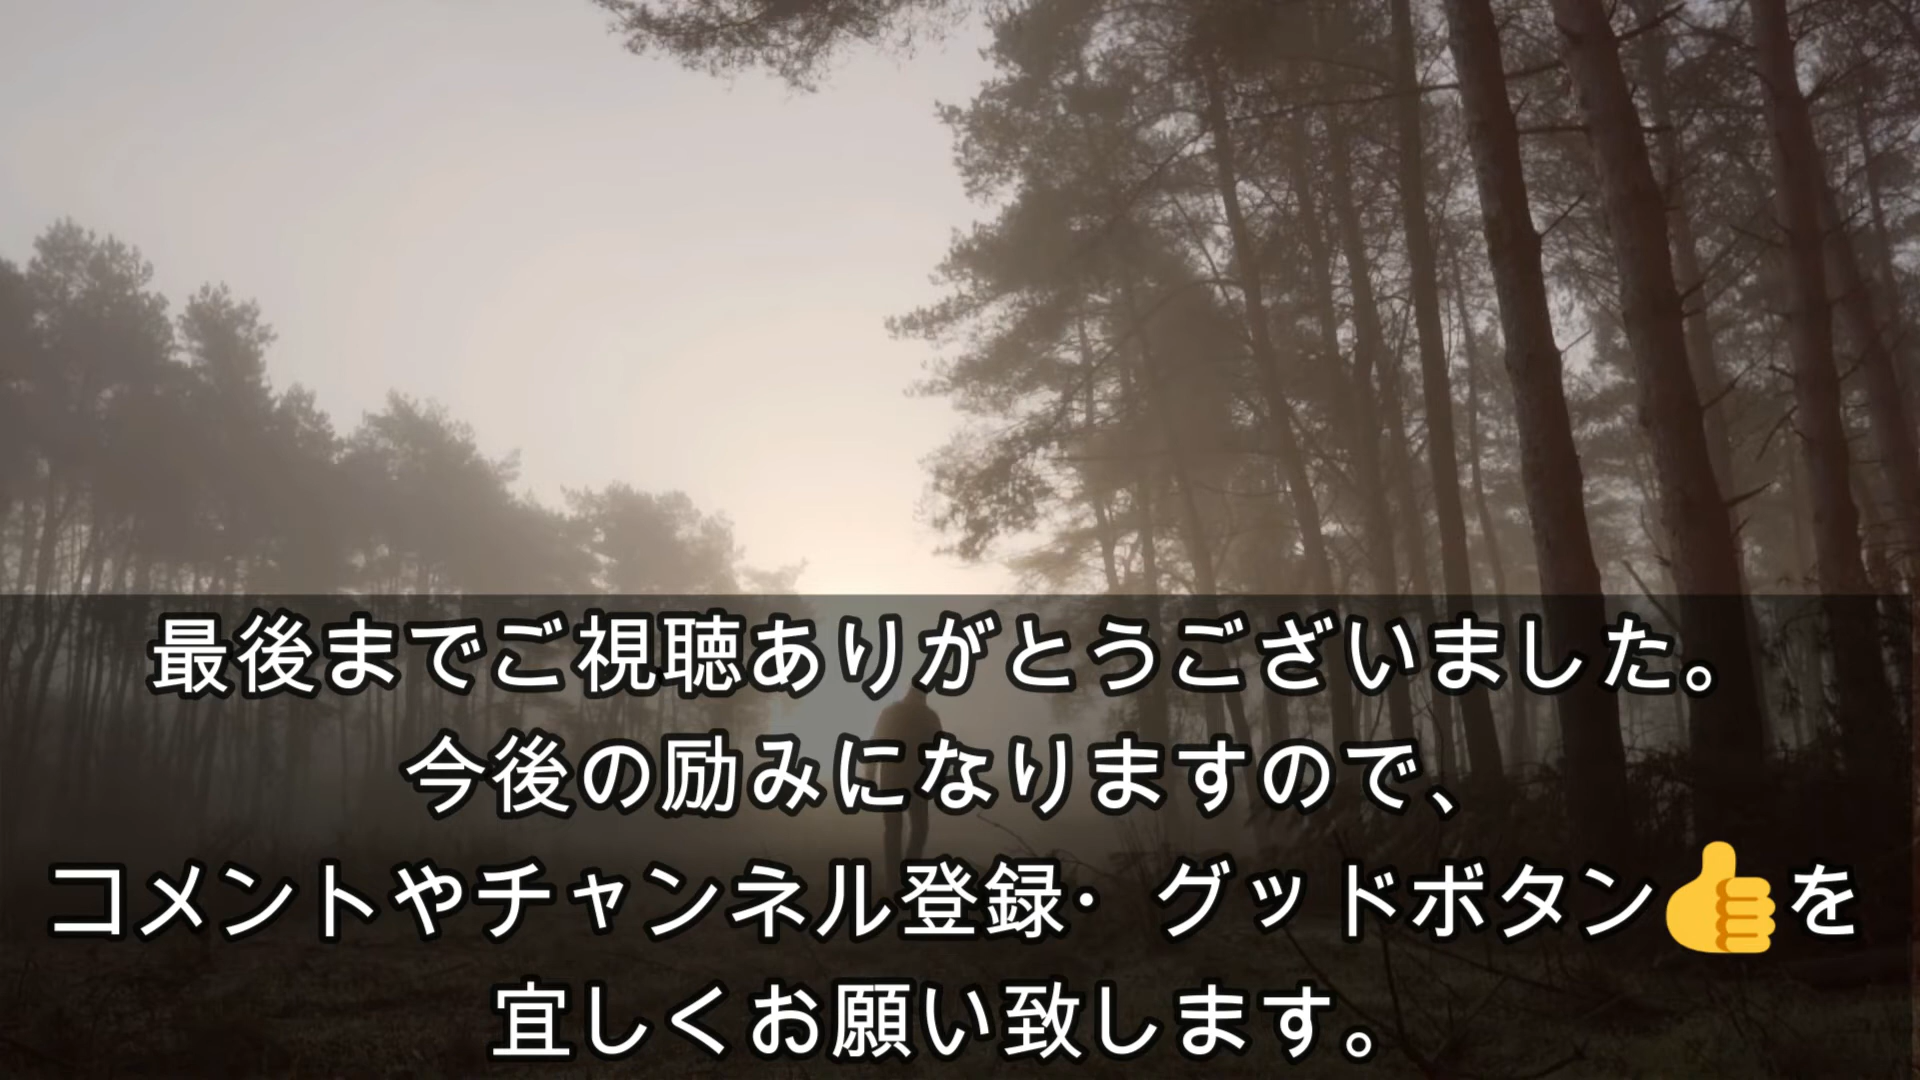 最後までご視聴ありがとうございました。
今後の励みになりますので、
コメントやチャンネル登録・グッドボタン👍を
宜しくお願い致します。